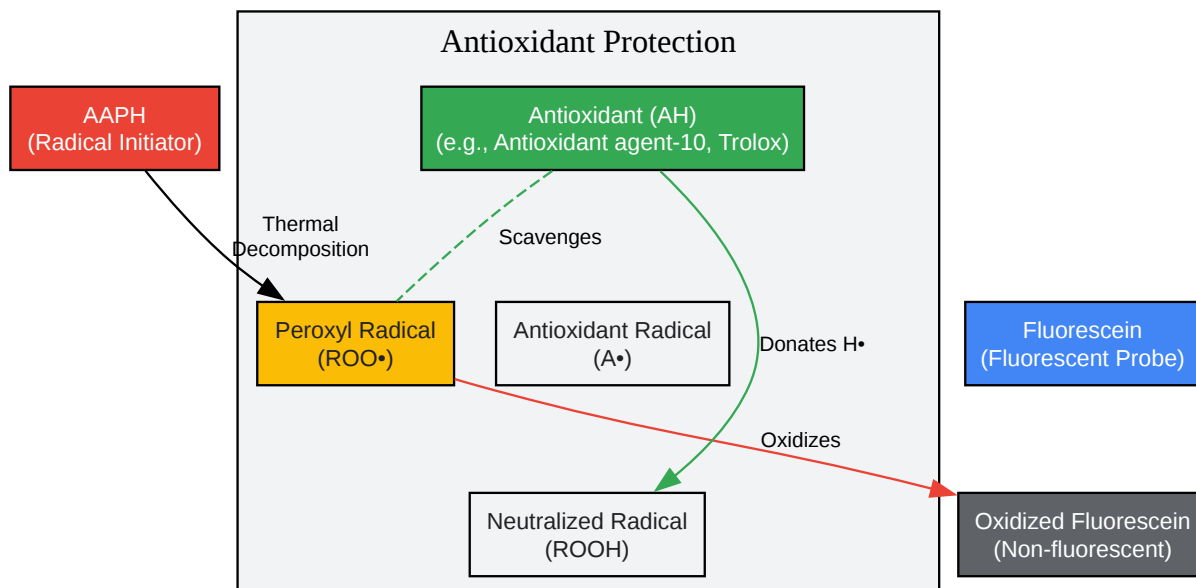 Antioxidant Protection
AAPH
(Radical Initiator)
Antioxidant (AH)
(e.g., Antioxidant agent-10, Trolox)
Thermal
Decomposition
Scavenges
Peroxyl Radical
(ROO•)
Antioxidant Radical
(A•)
Donates H•
Fluorescein
(Fluorescent Probe)
Oxidizes
Neutralized Radical
(ROOH)
Oxidized Fluorescein
(Non-fluorescent)